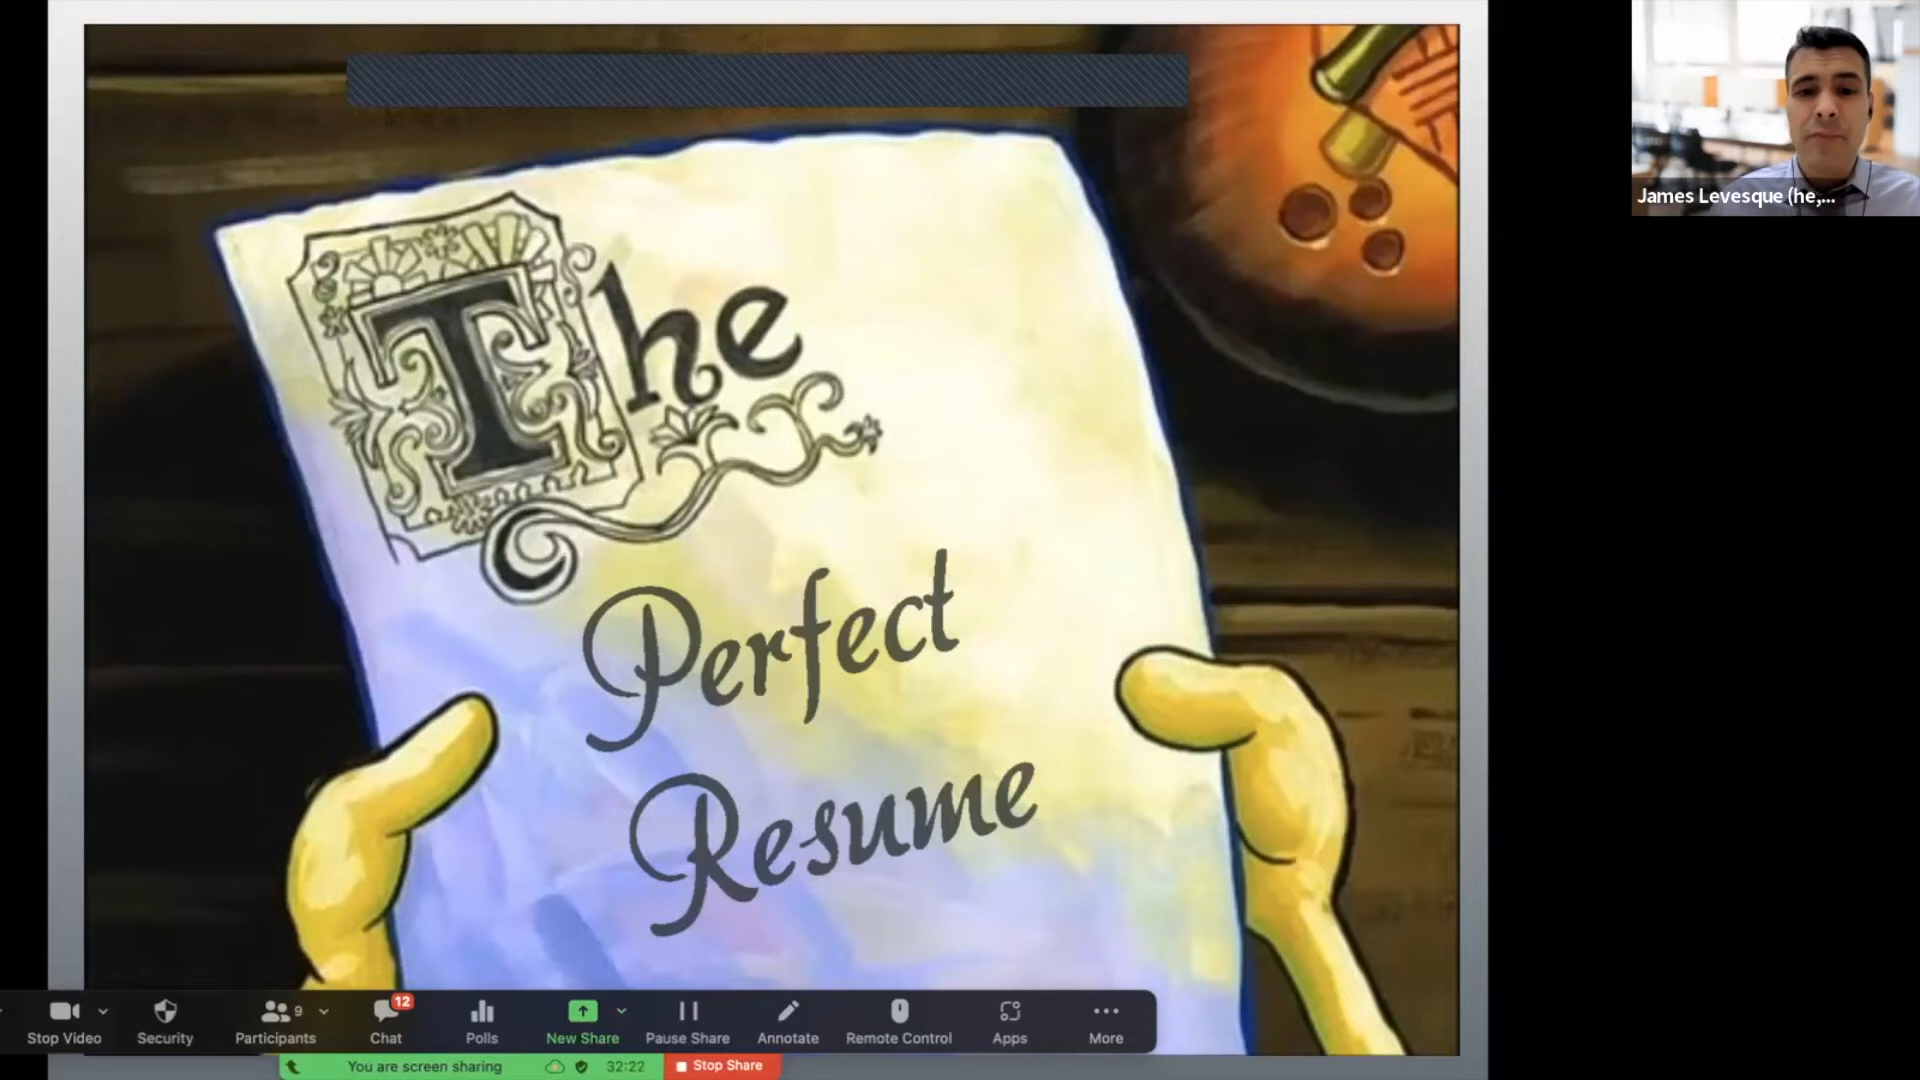 The
Perfect
Resume
James Levesque (he,...
Stop Video
Security
Participants
9
Chat
12
Polls
New Share
Pause Share
Annotate
Remote Control
Apps
More
You are screen sharing
32:22
Stop Share